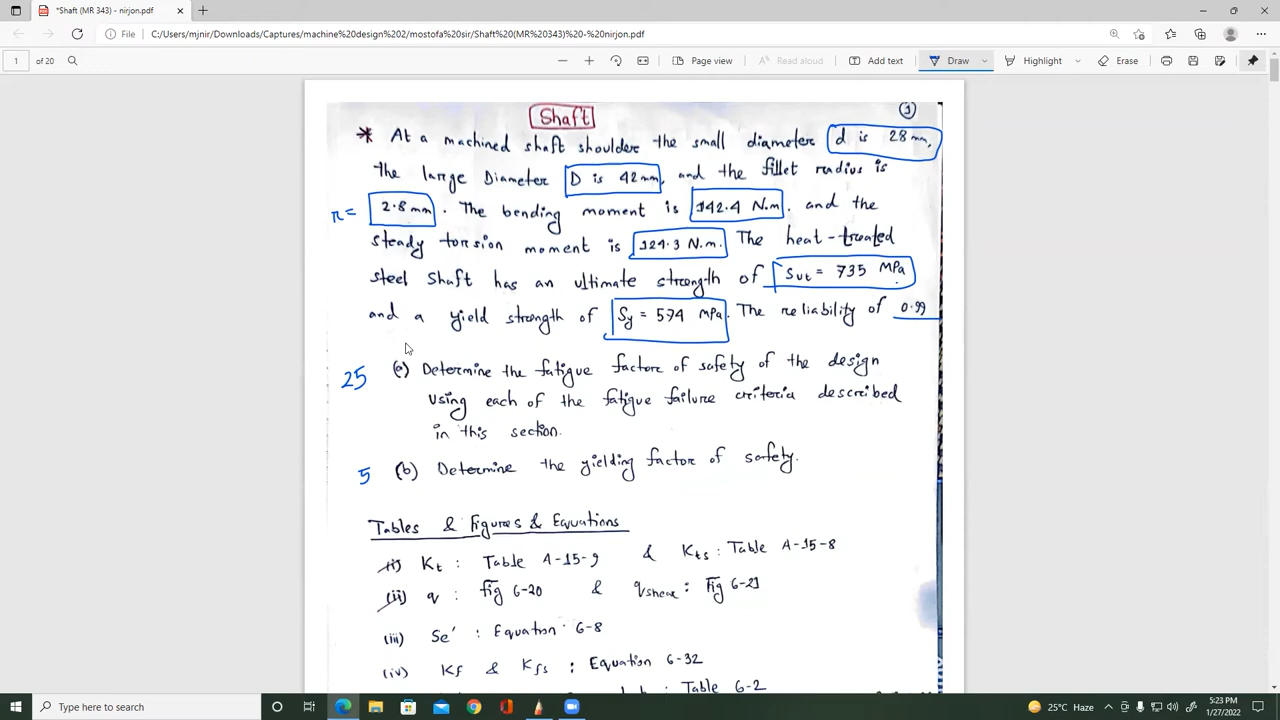 *Shaft (MR 343) - nirjon.pdf
File C:/Users/mjnir/Downloads/Captures/machine%20design%202/mostofa%20sir/Shaft%20(MR%20343)%20-%20nirjon.pdf
1 of 20 Page view Read aloud Add text Draw Highlight Erase
Shaft
1
* At a machined shaft shoulder the small diameter d is 28 mm,
the large Diameter D is 42 mm, and the fillet radius is
r= 2.8 mm. The bending moment is 142.4 N.m. and the
steady torsion moment is 124.3 N.m. The heat-treated
steel Shaft has an ultimate strength of Sut = 735 MPa
and a yield strength of Sy = 574 MPa. The reliability of 0.99
25 (a) Determine the fatigue factor of safety of the design
using each of the fatigue failure criteria described
in this section.
5 (b) Determine the yielding factor of safety.
Tables & Figures & Equations
(i) Kt : Table A-15-9 & Kts : Table A-15-8
(ii) q : fig 6-20 & qshear : Fig 6-21
(iii) Se' : Equation 6-8
(iv) Kf & Kfs : Equation 6-32
Table 6-2
Type here to search
25°C Haze
5:23 PM
1/27/2022